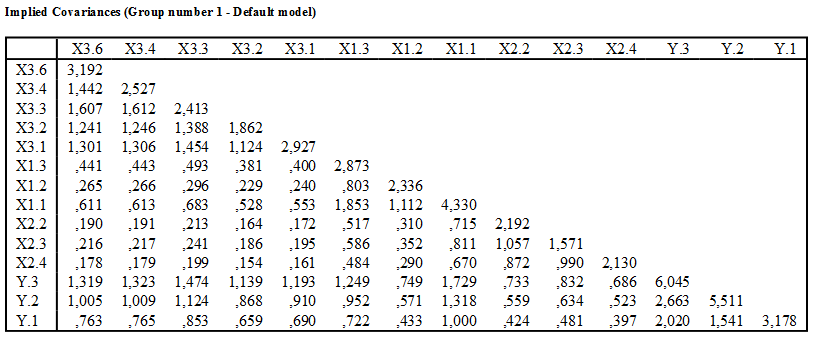 Implied Covariances (Group number 1 - Default model)
X3.6 X3.4 X3.3 X3.2 X3.1 X1.3 X1.2 X1.1 X2.2 X2.3 X2.4 Y.3 Y.2 Y.1
X3.6 3,192
X3.4 1,442 2,527
X3.3 1,607 1,612 2,413
X3.2 1,241 1,246 1,388 1,862
X3.1 1,301 1,306 1,454 1,124 2,927
X1.3 ,441 ,443 ,493 ,381 ,400 2,873
X1.2 ,265 ,266 ,296 ,229 ,240 ,803 2,336
X1.1 ,611 ,613 ,683 ,528 ,553 1,853 1,112 4,330
X2.2 ,190 ,191 ,213 ,164 ,172 ,517 ,310 ,715 2,192
X2.3 ,216 ,217 ,241 ,186 ,195 ,586 ,352 ,811 1,057 1,571
X2.4 ,178 ,179 ,199 ,154 ,161 ,484 ,290 ,670 ,872 ,990 2,130
Y.3 1,319 1,323 1,474 1,139 1,193 1,249 ,749 1,729 ,733 ,832 ,686 6,045
Y.2 1,005 1,009 1,124 ,868 ,910 ,952 ,571 1,318 ,559 ,634 ,523 2,663 5,511
Y.1 ,763 ,765 ,853 ,659 ,690 ,722 ,433 1,000 ,424 ,481 ,397 2,020 1,541 3,178